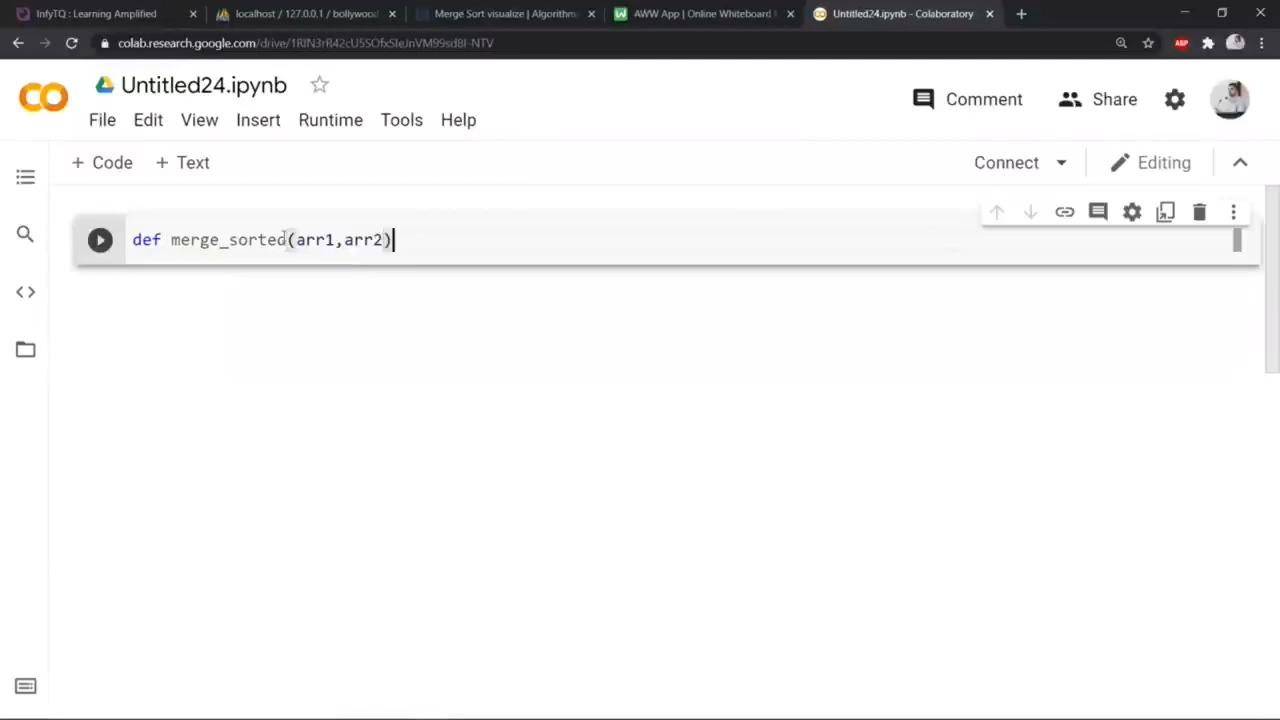 InfyTQ : Learning Amplified
localhost / 127.0.0.1 / bollywood
Merge Sort visualize | Algorithm
AWW App | Online Whiteboard
Untitled24.ipynb - Colaboratory
colab.research.google.com/drive/
ABP
Untitled24.ipynb
Comment
Share
File Edit View Insert Runtime Tools Help
+ Code + Text
Connect
Editing
def merge_sorted(arr1,arr2)